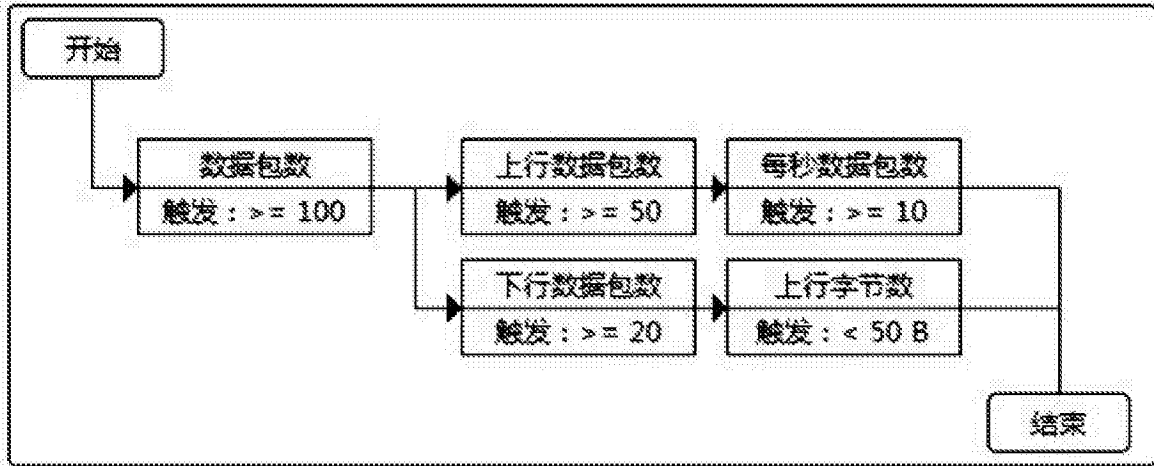 开始
数据包数
触发：>= 100
上行数据包数
触发：>= 50
每秒数据包数
触发：>= 10
下行数据包数
触发：>= 20
上行字节数
触发：< 50 B
结束